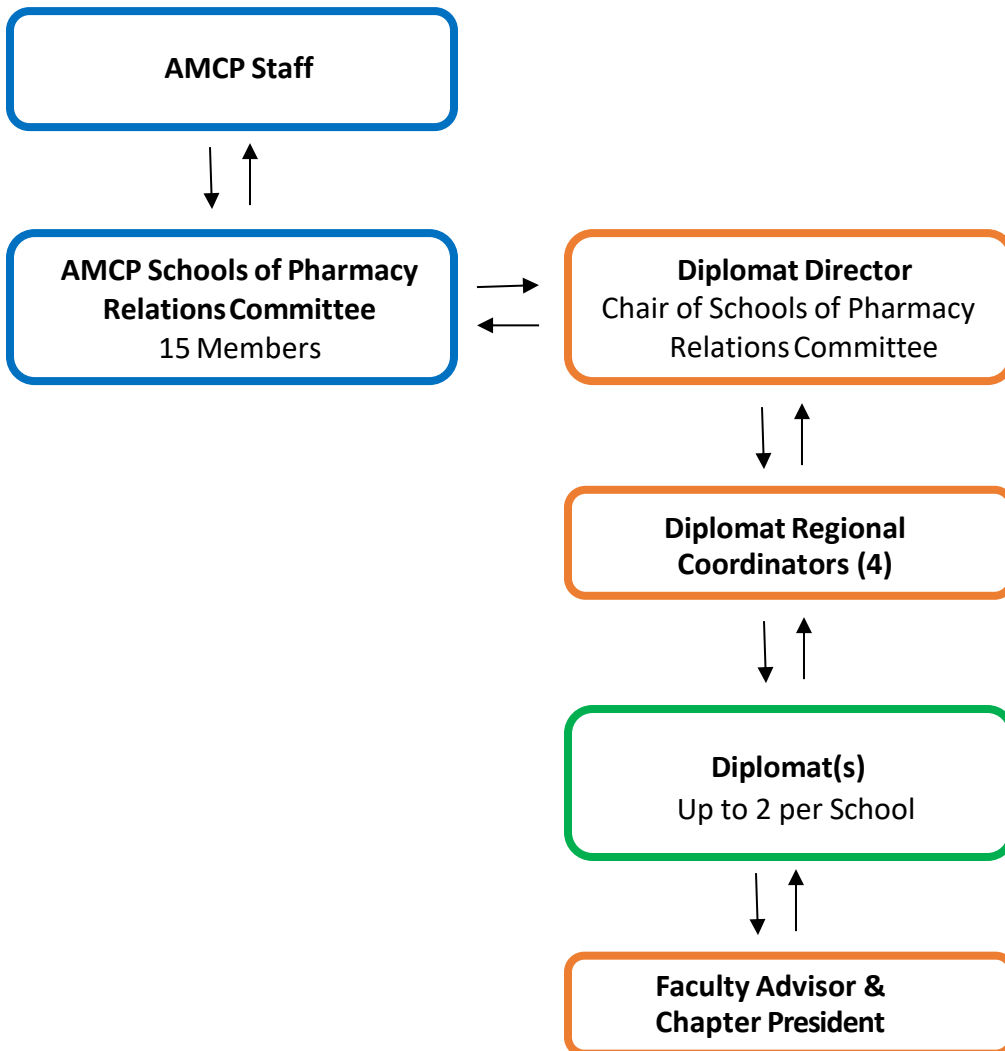 AMCP Staff
AMCP Schools of Pharmacy
Relations Committee
15 Members
Diplomat Director
Chair of Schools of Pharmacy
Relations Committee
Diplomat Regional
Coordinators (4)
Diplomat(s)
Up to 2 per School
Faculty Advisor &
Chapter President